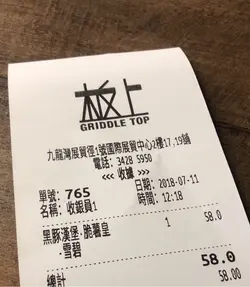 板上
GRIDDLE TOP
九龍灣展貿徑1號國際展貿中心2樓17,19舖
電話: 3428 5950
<<< 收據 >>>
單號: 765 日期: 2018-07-11
名稱: 收銀員1 時間: 12:18
黑豚漢堡-脆薯皇 1 58.0
-雪碧
58.0
總計 58.00